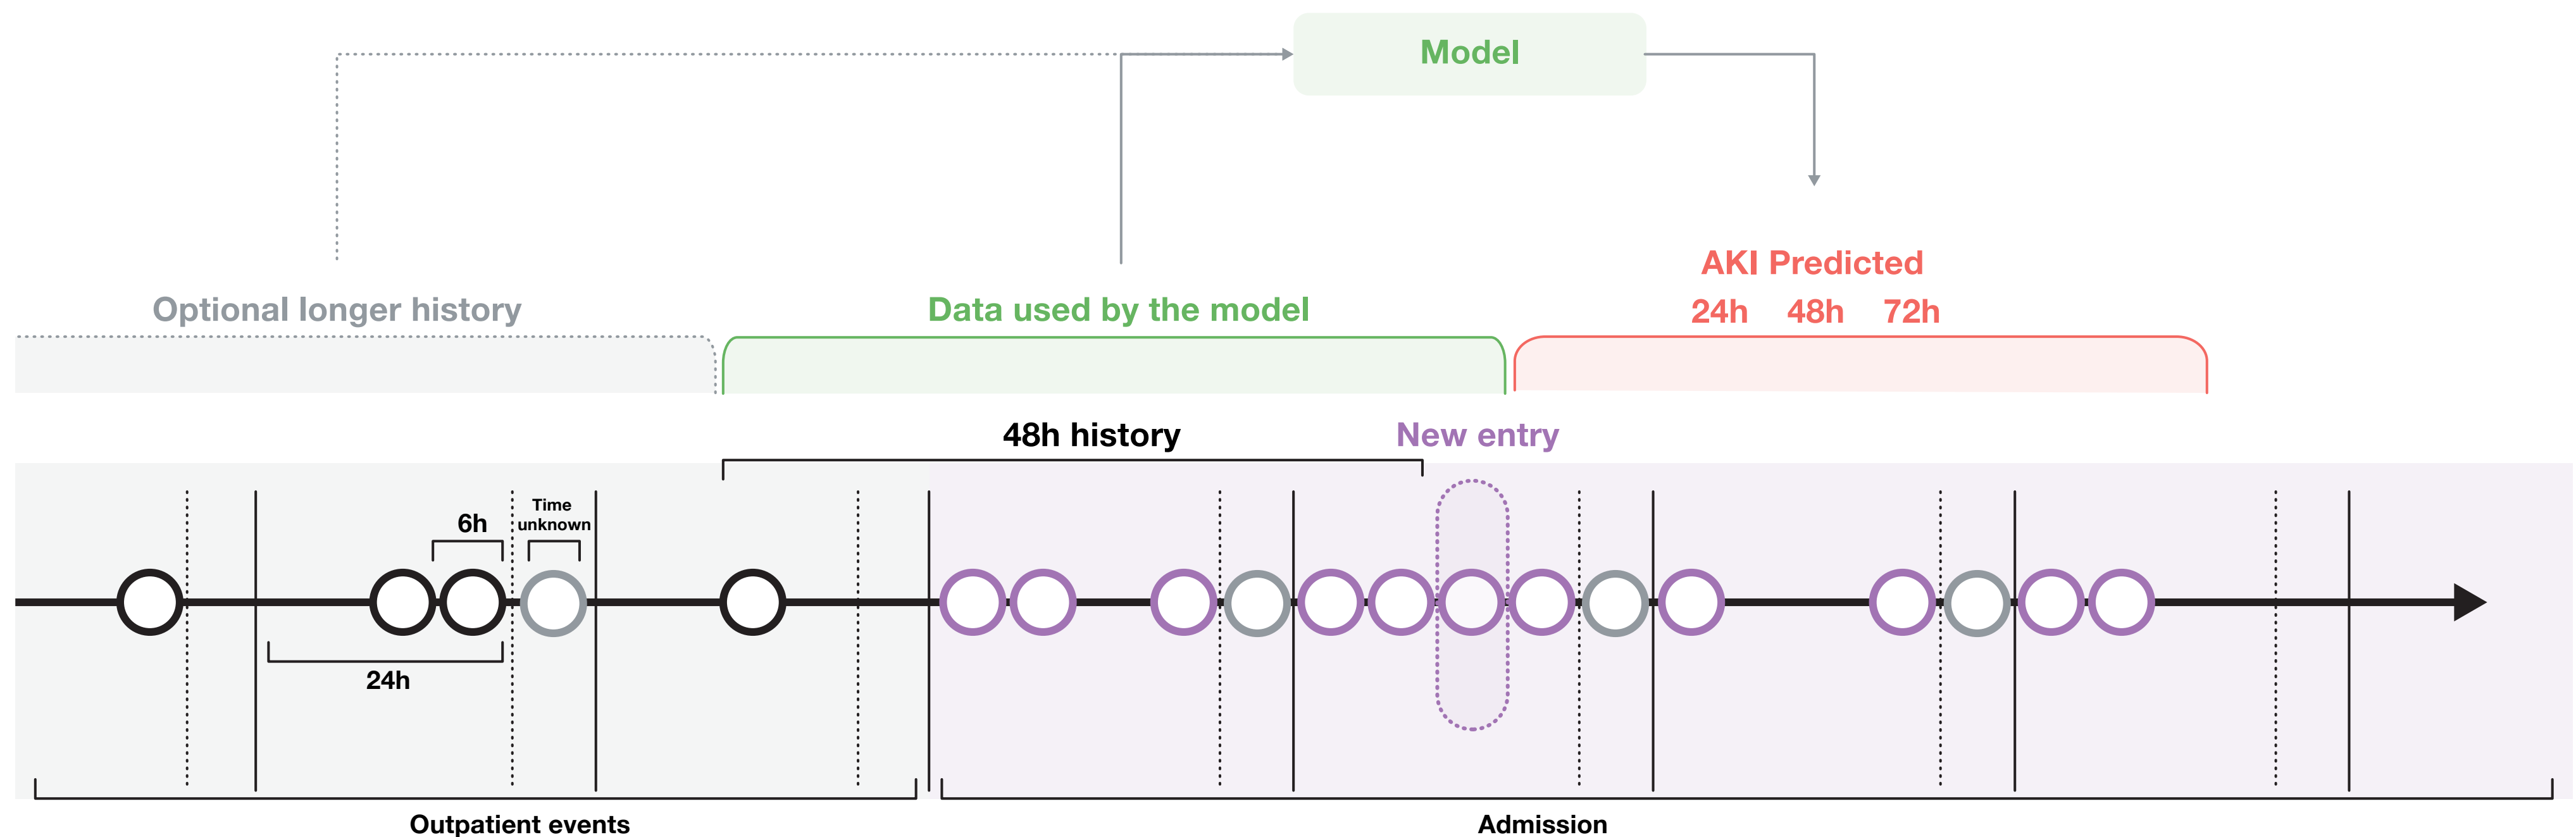 Model
AKI Predicted
24h 48h 72h
Optional longer history
Data used by the model
48h history
New entry
6h
Time
unknown
24h
Outpatient events
Admission